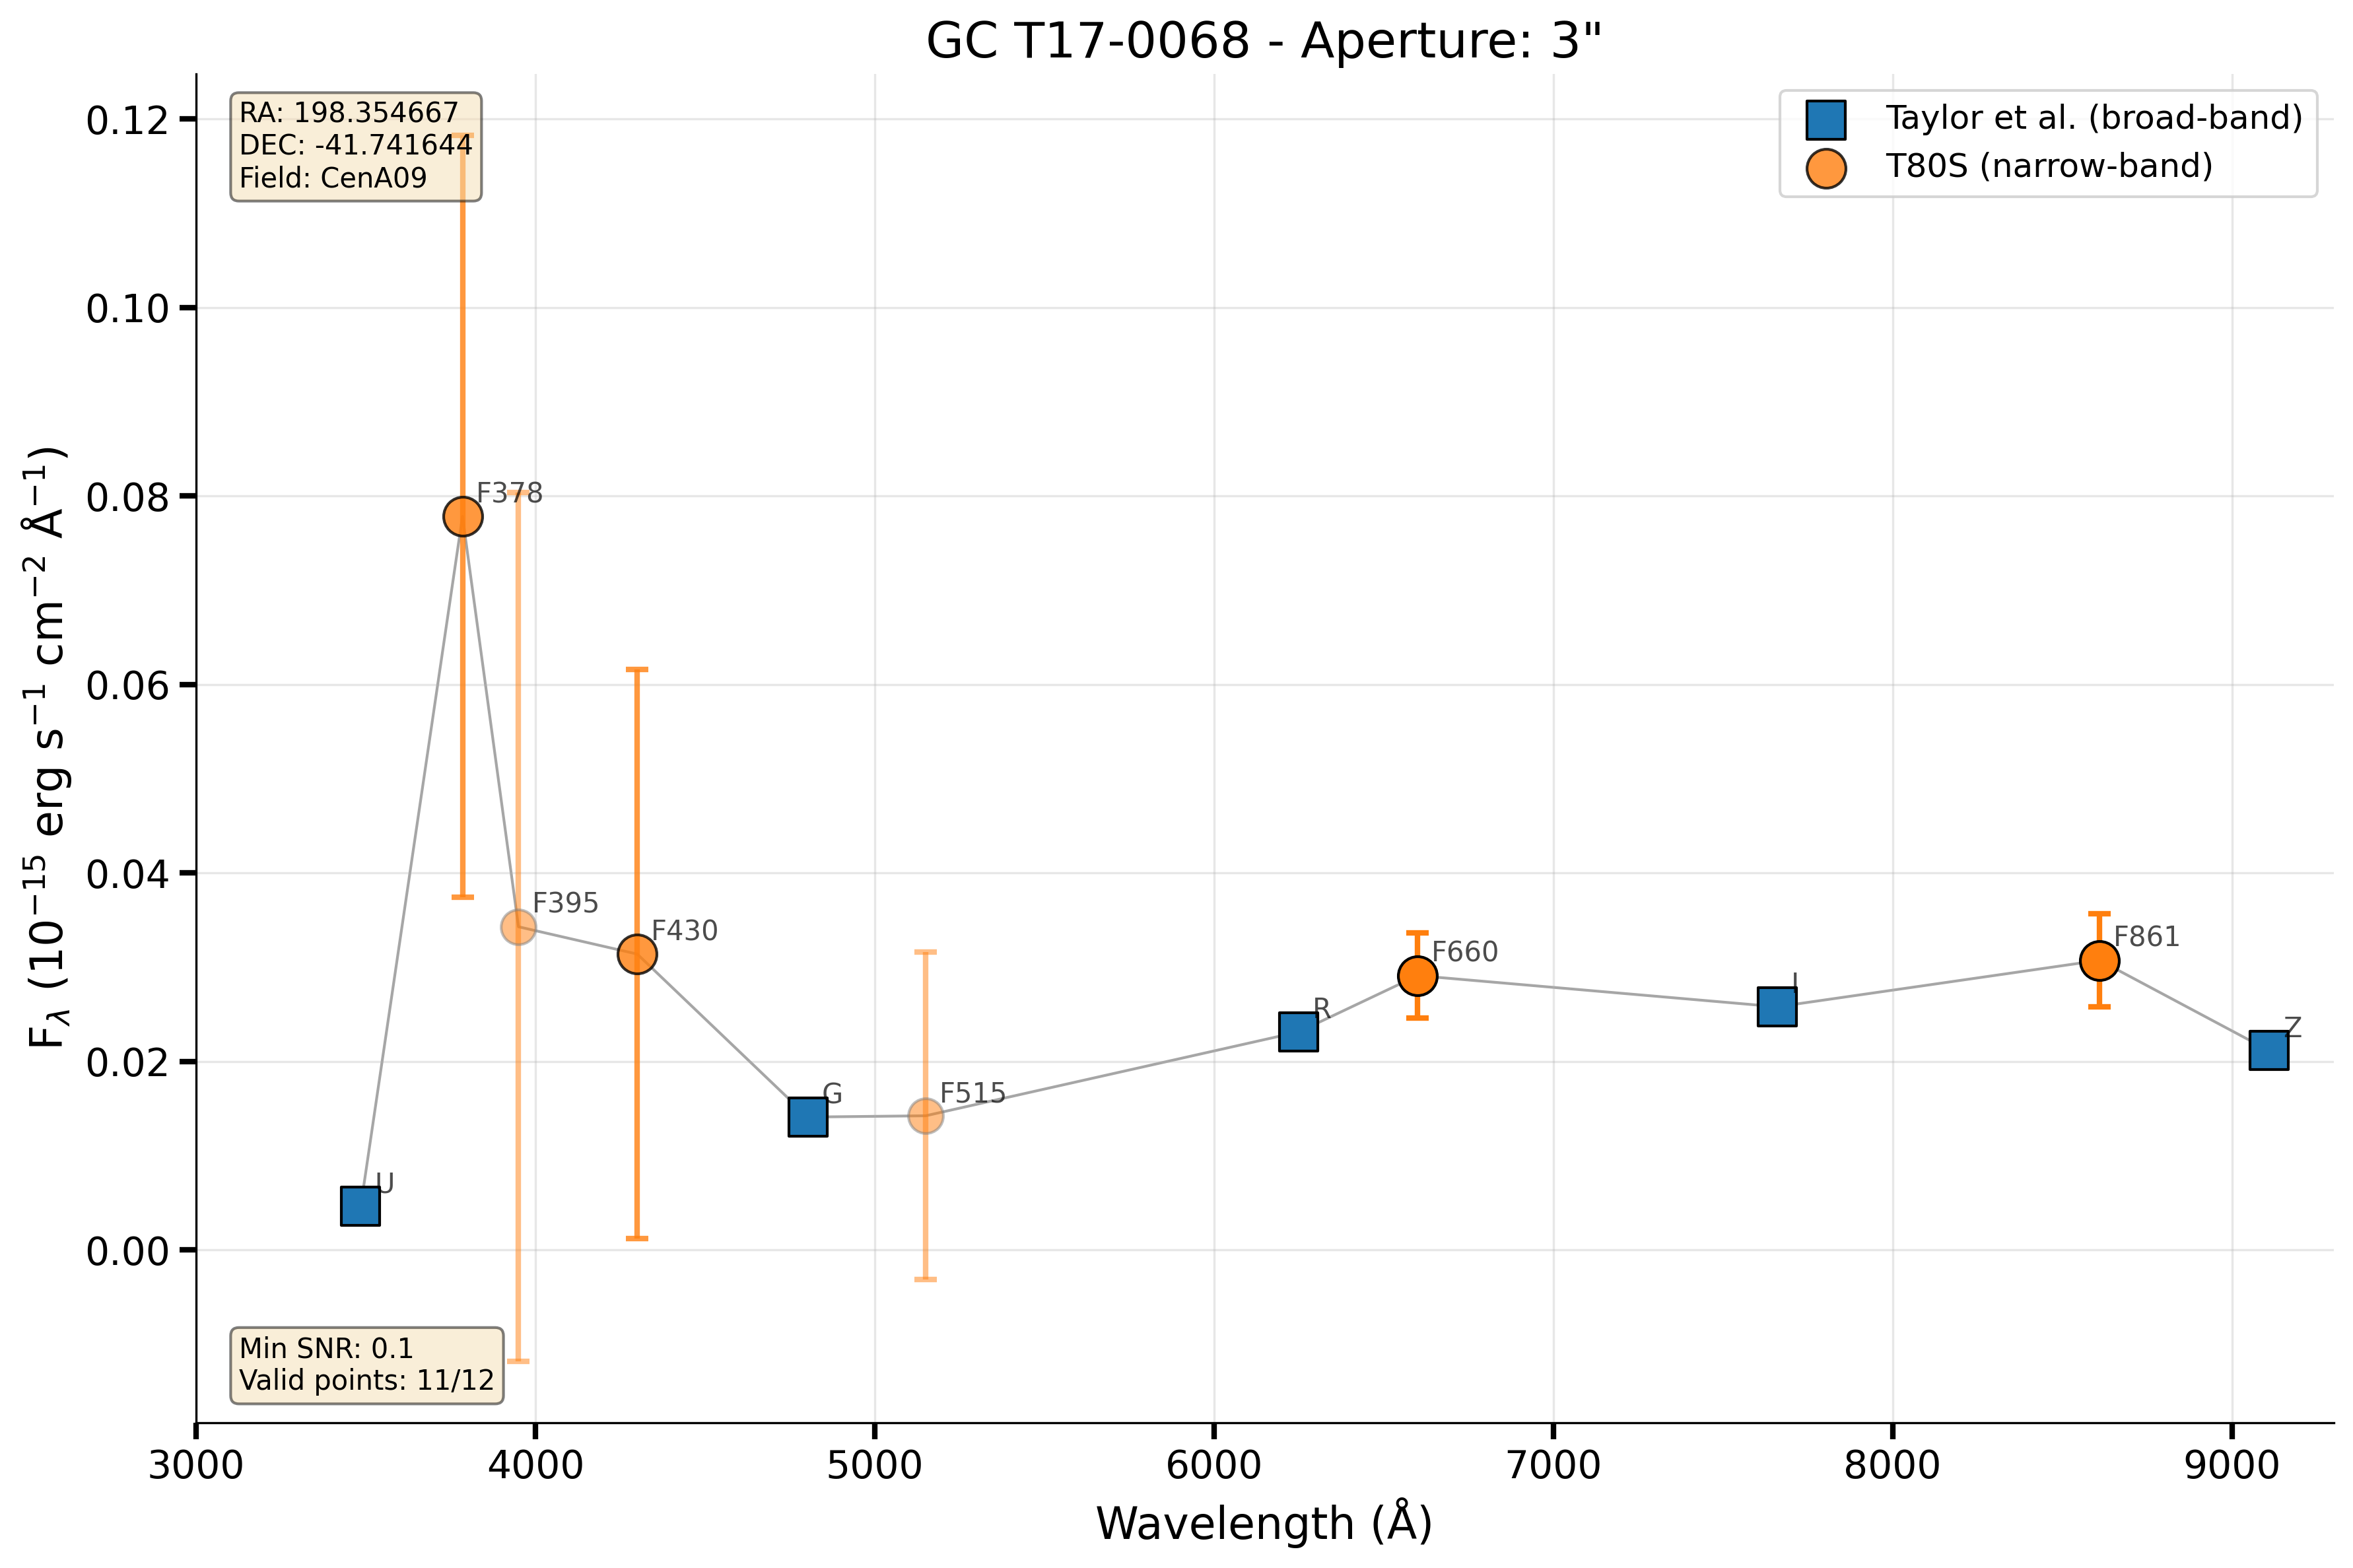 GC T17-0068 - Aperture: 3"
RA: 198.354667
DEC: -41.741644
Field: CenA09
Taylor et al. (broad-band)
T80S (narrow-band)
0.12
0.10
0.08
0.06
0.04
0.02
0.00
F$_\lambda$ (10$^{-15}$ erg s$^{-1}$ cm$^{-2}$ Å$^{-1}$)
U
F378
F395
F430
G
F515
R
F660
I
F861
Z
Min SNR: 0.1
Valid points: 11/12
3000 4000 5000 6000 7000 8000 9000
Wavelength (Å)